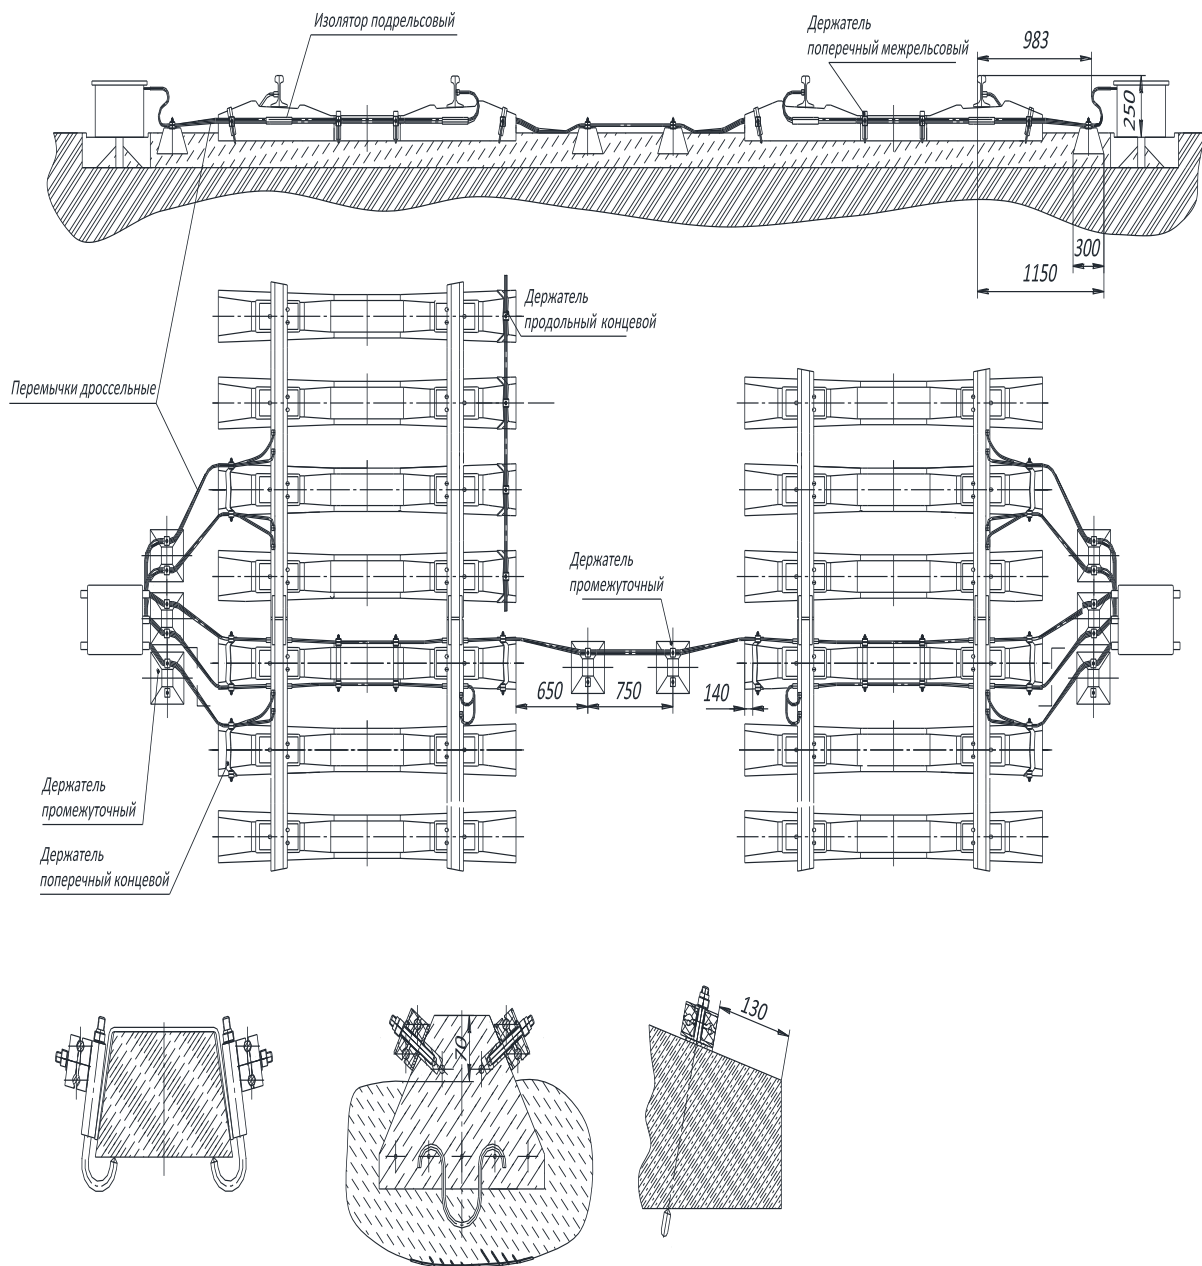 Изолятор подрельсовый
Держатель
поперечный межрельсовый
983
250
300
1150
Держатель
продольный концевой
Перемычки дроссельные
Держатель
промежуточный
650
750
140
Держатель
промежуточный
Держатель
поперечный концевой
70
130